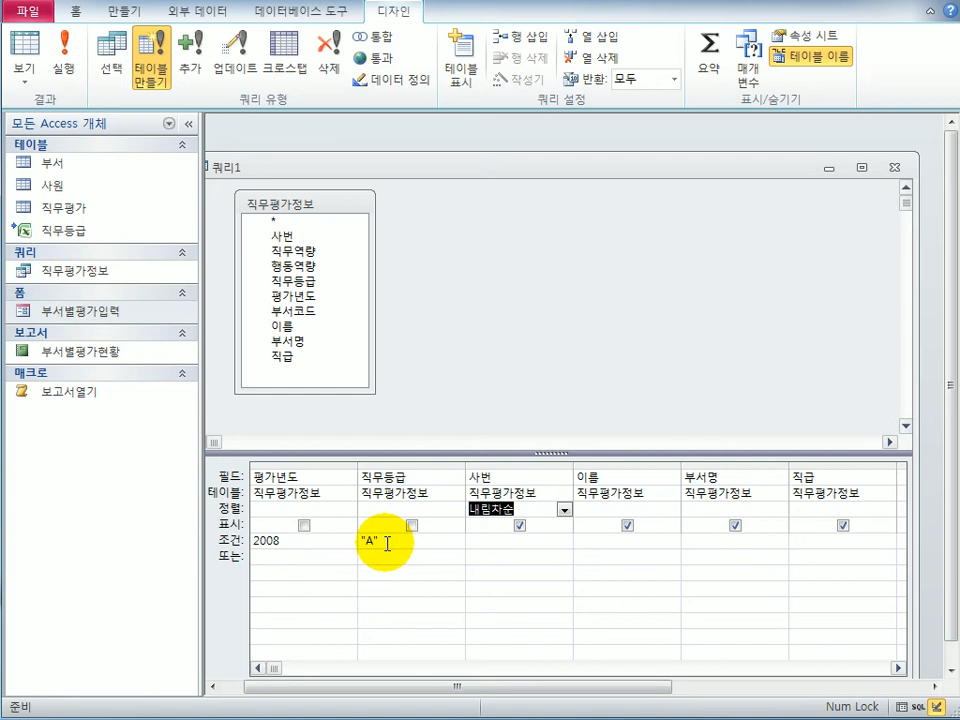 파일 홈 만들기 외부 데이터 데이터베이스 도구 디자인
보기 실행 선택 테이블 만들기 추가 업데이트 크로스탭 삭제
통합
통과
데이터 정의
테이블 표시
행 삽입
행 삭제
작성기
열 삽입
열 삭제
반환: 모두
요약 매개 변수
속성 시트
테이블 이름
결과 쿼리 유형 쿼리 설정 표시/숨기기
모든 Access 개체
테이블
부서
사원
직무평가
직무등급
쿼리
직무평가정보
폼
부서별평가입력
보고서
부서별평가현황
매크로
보고서열기
쿼리1
직무평가정보
*
사번
직무역량
행동역량
직무등급
평가년도
부서코드
이름
부서명
직급
필드: 평가년도 직무등급 사번 이름 부서명 직급
테이블: 직무평가정보 직무평가정보 직무평가정보 직무평가정보 직무평가정보 직무평가정보
정렬: 내림차순
표시:
조건: 2008 "A"
또는:
준비 Num Lock SQL